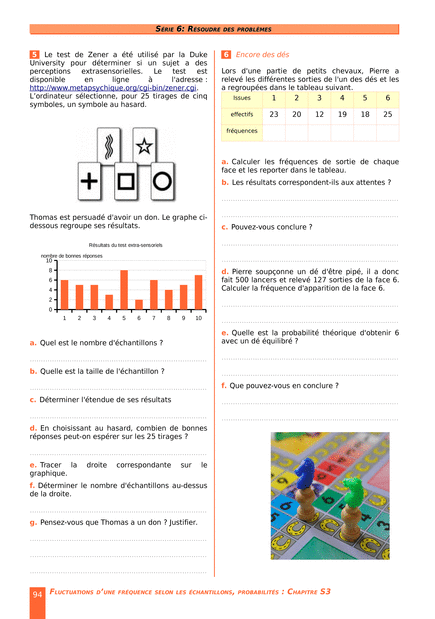 SÉRIE 6: RESOUDRE DES PROBLÈMES
5 Le test de Zener a été utilisé par la Duke
University pour déterminer si un sujet a des
perceptions extrasensorielles. Le test est
disponible en ligne à l'adresse :
http://www.metapsychique.org/cgi-bin/zener.cgi.
L'ordinateur sélectionne, pour 25 tirages de cinq
symboles, un symbole au hasard.
Thomas est persuadé d'avoir un don. Le graphe ci-
dessous regroupe ses résultats.
Résultats du test extra-sensoriels
nombre de bonnes réponses
10
8
6
4
2
0
1 2 3 4 5 6 7 8 9 10
a. Quel est le nombre d'échantillons ?
b. Quelle est la taille de l'échantillon ?
c. Déterminer l'étendue de ses résultats
d. En choisissant au hasard, combien de bonnes
réponses peut-on espérer sur les 25 tirages ?
e. Tracer la droite correspondante sur le
graphique.
f. Déterminer le nombre d'échantillons au-dessus
de la droite.
g. Pensez-vous que Thomas a un don ? Justifier.
6 Encore des dés
Lors d'une partie de petits chevaux, Pierre a
relevé les différentes sorties de l'un des dés et les
a regroupées dans le tableau suivant.
Issues 1 2 3 4 5 6
effectifs 23 20 12 19 18 25
fréquences
a. Calculer les fréquences de sortie de chaque
face et les reporter dans le tableau.
b. Les résultats correspondent-ils aux attentes ?
c. Pouvez-vous conclure ?
d. Pierre soupçonne un dé d'être pipé, il a donc
fait 500 lancers et relevé 127 sorties de la face 6.
Calculer la fréquence d'apparition de la face 6.
e. Quelle est la probabilité théorique d'obtenir 6
avec un dé équilibré ?
f. Que pouvez-vous en conclure ?
94 FLUCTUATIONS D'UNE FREQUENCE SELON LES ÉCHANTILLONS, PROBABILITÉS : CHAPITRE S3